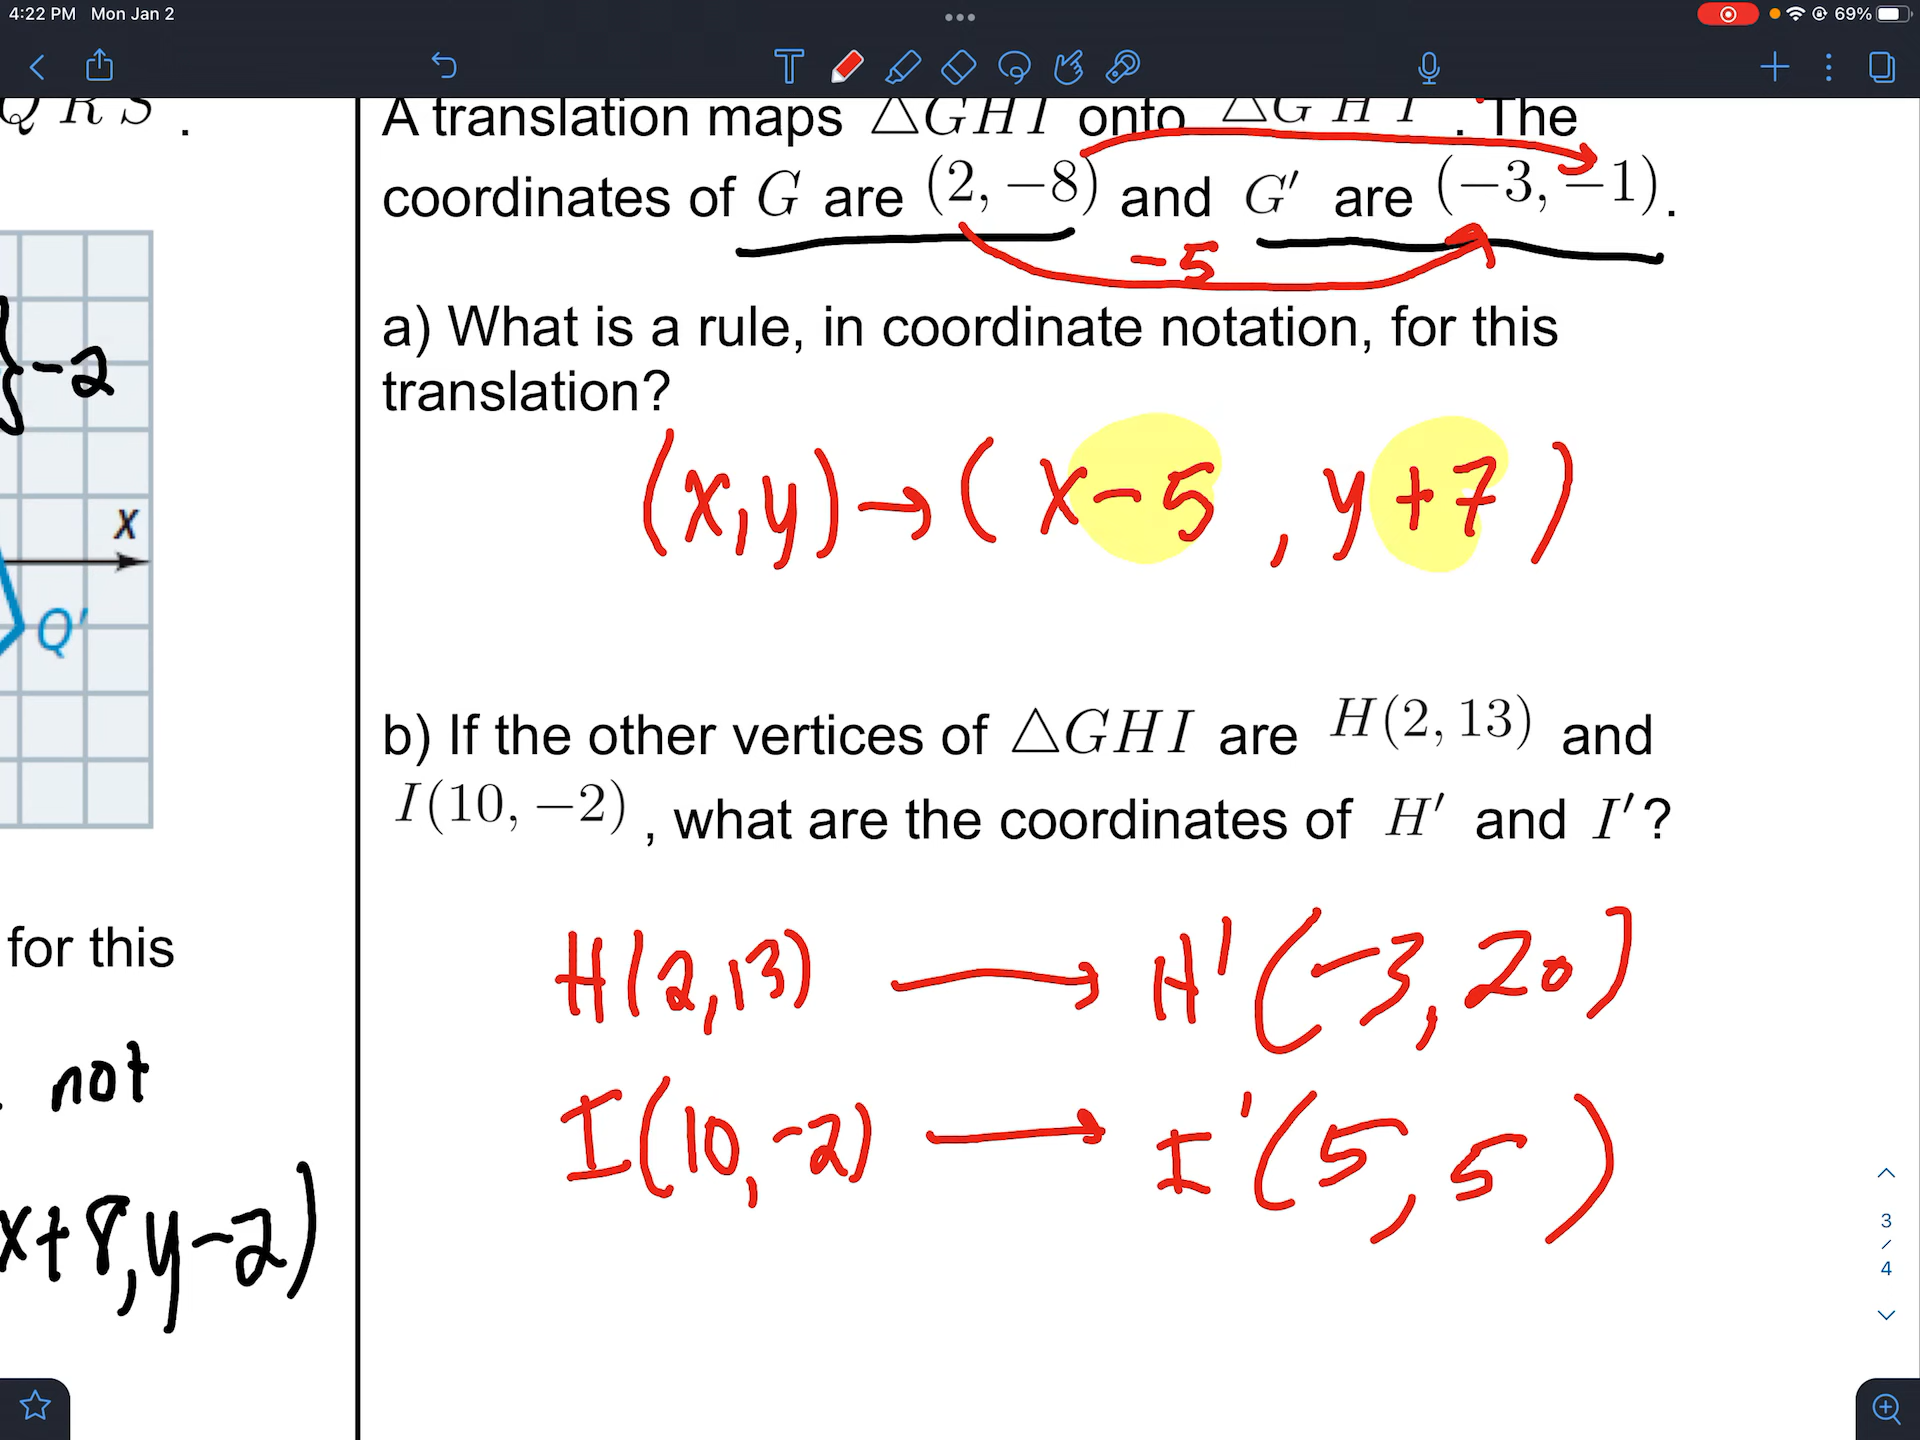 4:22 PM Mon Jan 2
69%
Q R S .
A translation maps △GHI onto △G H I . The
coordinates of G are (2, −8) and G′ are (−3, −1).
-5
a) What is a rule, in coordinate notation, for this
translation?
(x,y)→( x-5 , y+7 )
-2
x
Q′
b) If the other vertices of △GHI are H(2, 13) and
I(10, −2) , what are the coordinates of H′ and I′?
for this
H(2,13) → H'(-3, 20)
not
I(10,-2) → I'(5, 5)
x+8,y-2)
3
/
4